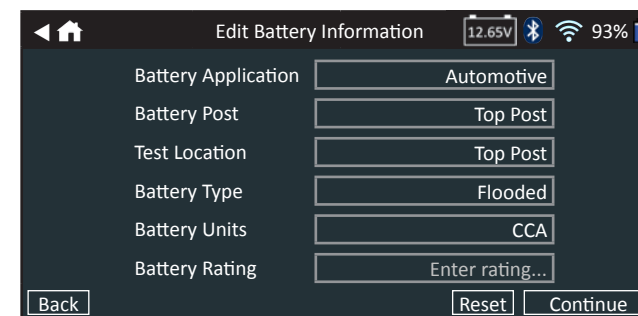 Edit Battery Information 12.65V 93%
Battery Application Automotive
Battery Post Top Post
Test Location Top Post
Battery Type Flooded
Battery Units CCA
Battery Rating Enter rating...
Back Reset Continue